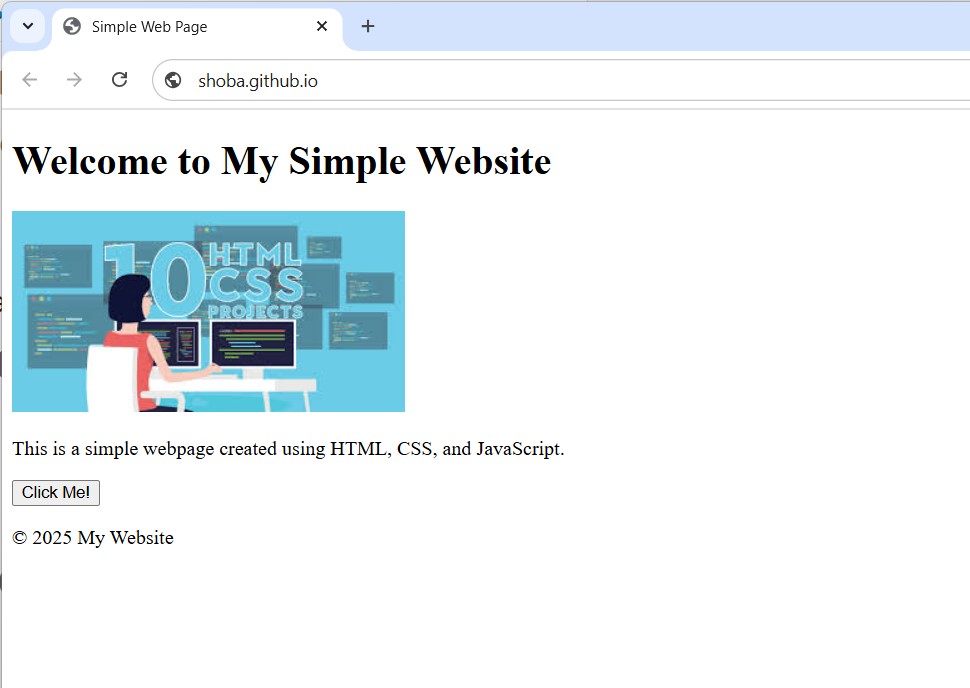 Simple Web Page
shoba.github.io
Welcome to My Simple Website
10 HTML
CSS
PROJECTS
This is a simple webpage created using HTML, CSS, and JavaScript.
Click Me!
© 2025 My Website